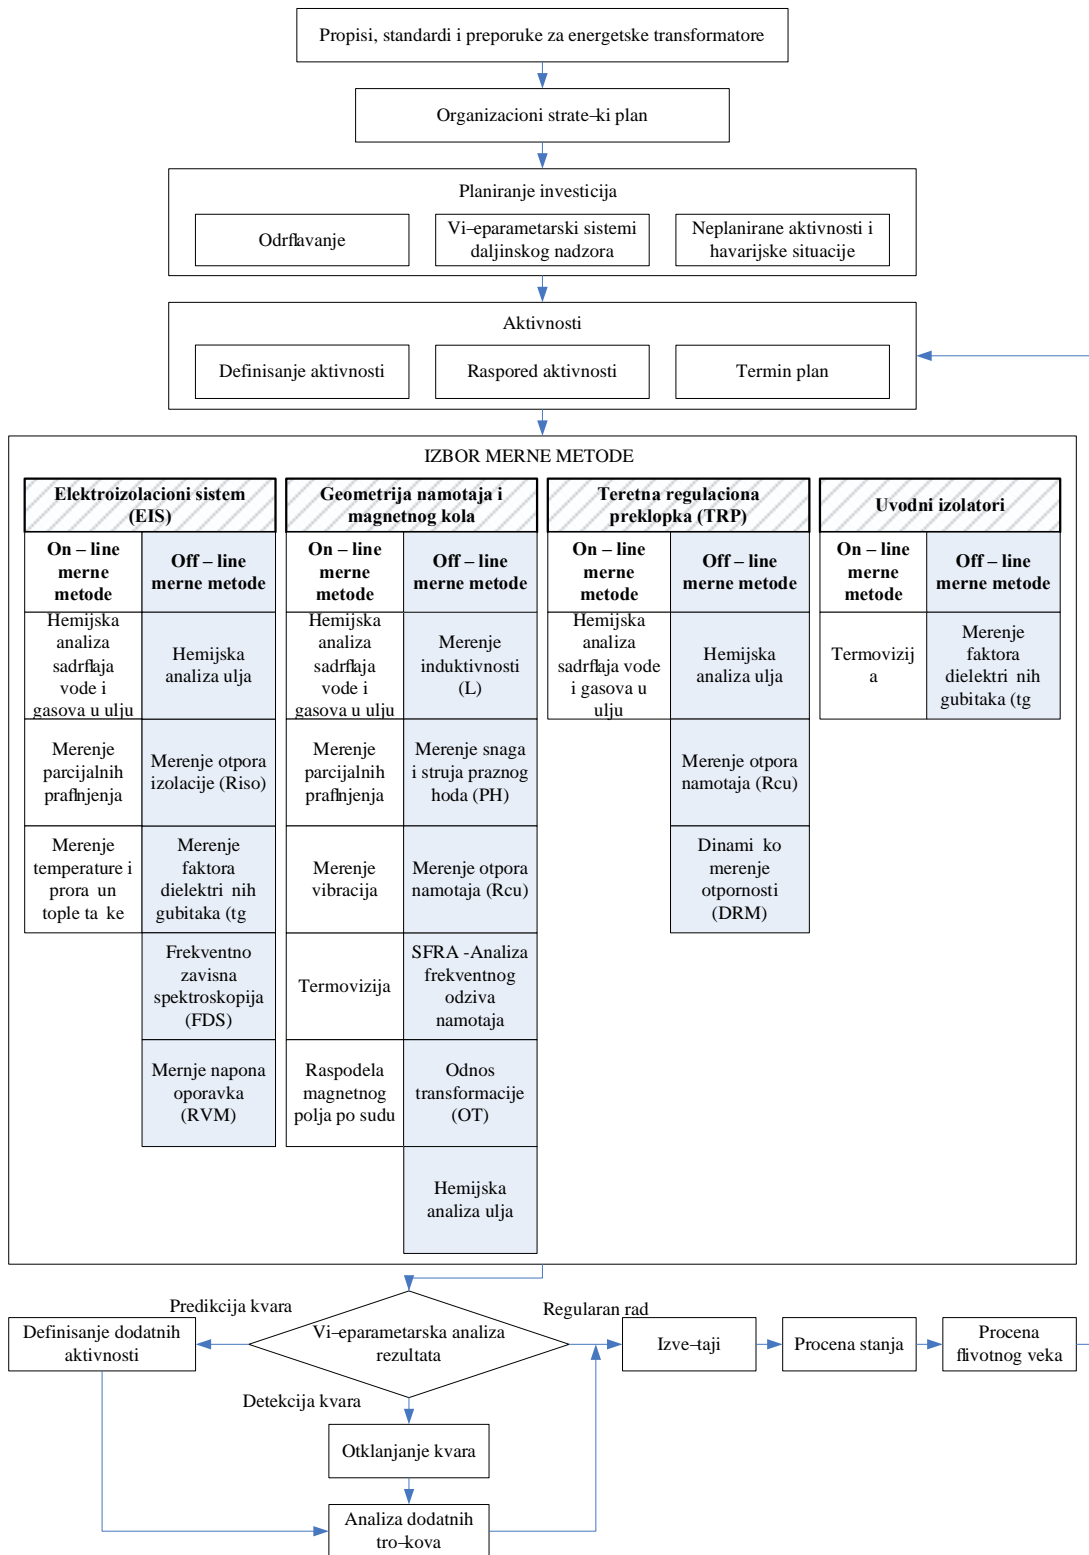 Propisi, standardi i preporuke za energetske transformatore
Organizacioni strate–ki plan
Planiranje investicija
Odrflavanje
Vi–eparametarski sistemi
daljinskog nadzora
Neplanirane aktivnosti i
havarijske situacije
Aktivnosti
Definisanje aktivnosti
Raspored aktivnosti
Termin plan
IZBOR MERNE METODE
Elektroizolacioni sistem
(EIS)
On – line
merne
metode
Off – line
merne metode
Hemijska
analiza
sadrflaja
vode i
gasova u ulju
Hemijska
analiza ulja
Merenje
parcijalnih
praflnjenja
Merenje otpora
izolacije (Riso)
Merenje
temperature i
prora un
tople ta ke
Merenje
faktora
dielektri nih
gubitaka (tg
Frekventno
zavisna
spektroskopija
(FDS)
Mernje napona
oporavka
(RVM)
Geometrija namotaja i
magnetnog kola
On – line
merne
metode
Off – line
merne metode
Hemijska
analiza
sadrflaja
vode i
gasova u ulju
Merenje
induktivnosti
(L)
Merenje
parcijalnih
praflnjenja
Merenje snaga
i struja praznog
hoda (PH)
Merenje
vibracija
Merenje otpora
namotaja (Rcu)
Termovizija
SFRA -Analiza
frekventnog
odziva
namotaja
Raspodela
magnetnog
polja po sudu
Odnos
transformacije
(OT)
Hemijska
analiza ulja
Teretna regulaciona
preklopka (TRP)
On – line
merne
metode
Off – line
merne metode
Hemijska
analiza
sadrflaja vode
i gasova u
ulju
Hemijska
analiza ulja
Merenje otpora
namotaja (Rcu)
Dinami ko
merenje
otpornosti
(DRM)
Uvodni izolatori
On – line
merne
metode
Off – line
merne metode
Termovizij
a
Merenje
faktora
dielektri nih
gubitaka (tg
Predikcija kvara
Regularan rad
Definisanje dodatnih
aktivnosti
Vi–eparametarska analiza
rezultata
Izve–taji
Procena stanja
Procena
flivotnog veka
Detekcija kvara
Otklanjanje kvara
Analiza dodatnih
tro–kova